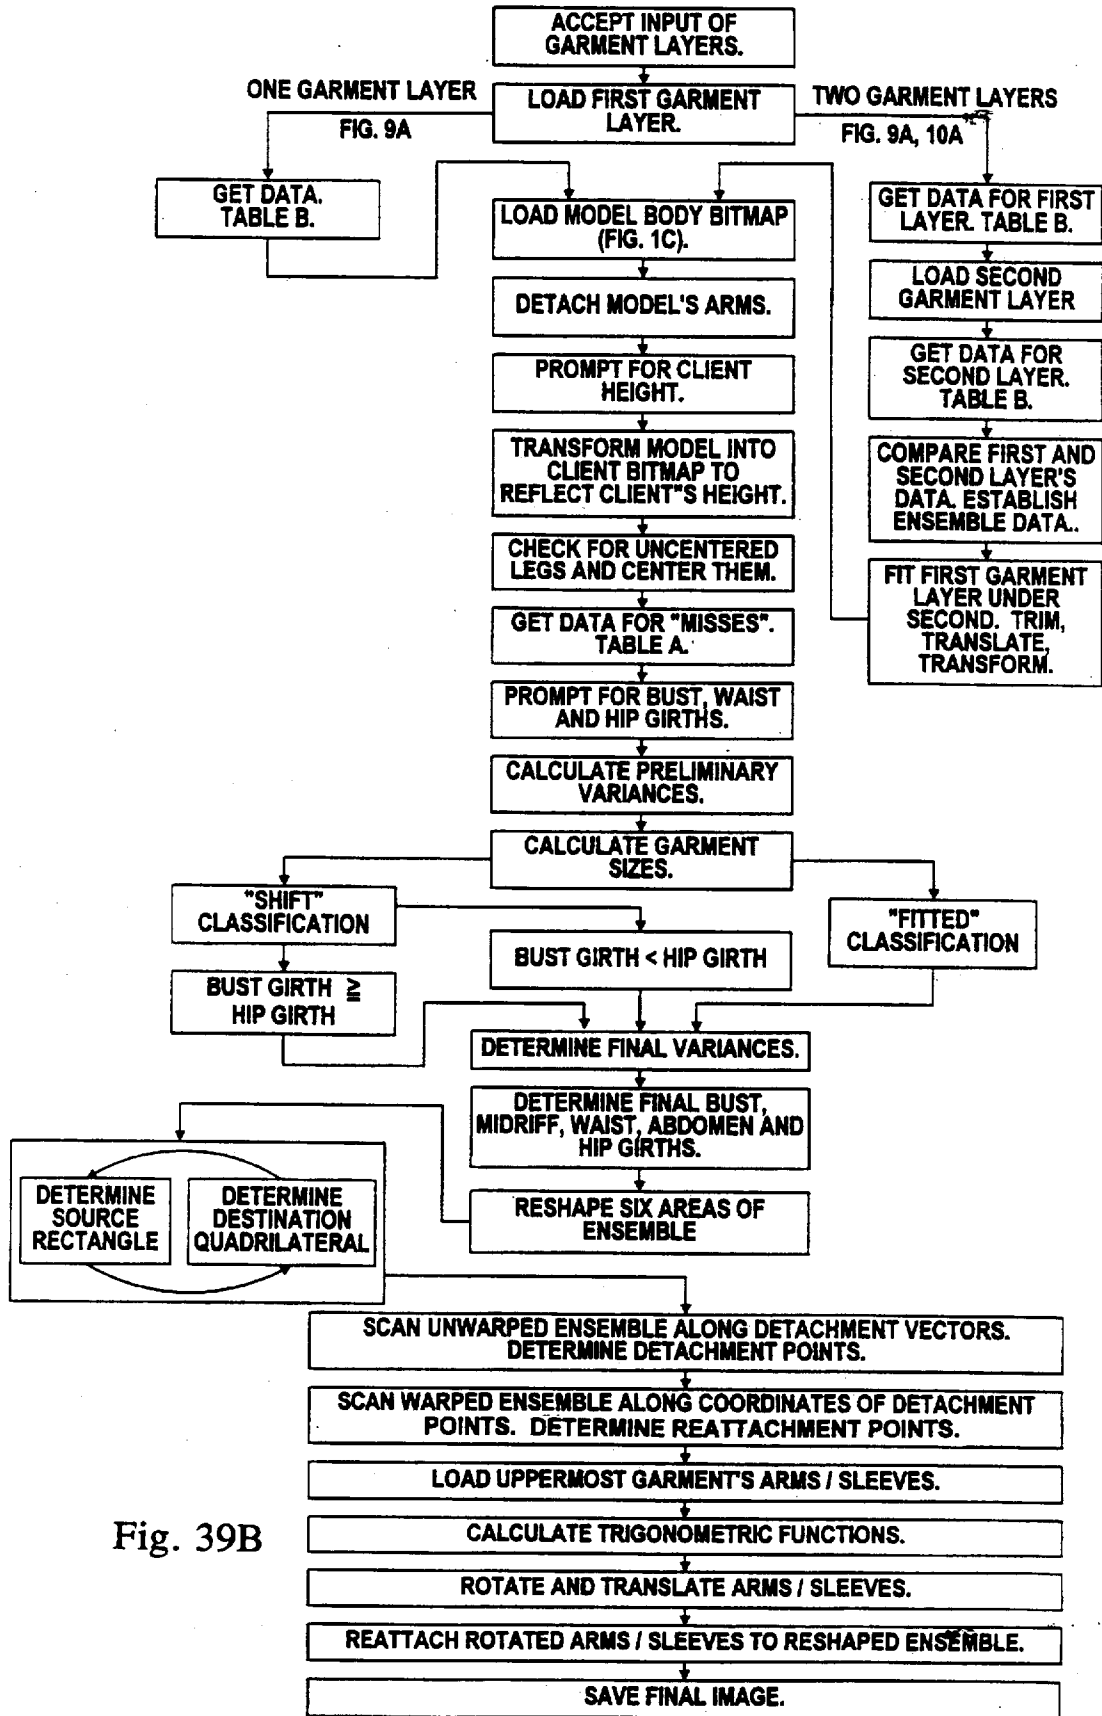 ACCEPT INPUT OF
GARMENT LAYERS.
ONE GARMENT LAYER
FIG. 9A
LOAD FIRST GARMENT
LAYER.
TWO GARMENT LAYERS
FIG. 9A, 10A
GET DATA.
TABLE B.
LOAD MODEL BODY BITMAP
(FIG. 1C).
GET DATA FOR FIRST
LAYER. TABLE B.
DETACH MODEL'S ARMS.
LOAD SECOND
GARMENT LAYER
PROMPT FOR CLIENT
HEIGHT.
GET DATA FOR
SECOND LAYER.
TABLE B.
TRANSFORM MODEL INTO
CLIENT BITMAP TO
REFLECT CLIENT"S HEIGHT.
COMPARE FIRST AND
SECOND LAYER'S
DATA. ESTABLISH
ENSEMBLE DATA..
CHECK FOR UNCENTERED
LEGS AND CENTER THEM.
FIT FIRST GARMENT
LAYER UNDER
SECOND. TRIM,
TRANSLATE,
TRANSFORM.
GET DATA FOR "MISSES".
TABLE A.
PROMPT FOR BUST, WAIST
AND HIP GIRTHS.
CALCULATE PRELIMINARY
VARIANCES.
CALCULATE GARMENT
SIZES.
"SHIFT"
CLASSIFICATION
"FITTED"
CLASSIFICATION
BUST GIRTH < HIP GIRTH
BUST GIRTH ≥
HIP GIRTH
DETERMINE FINAL VARIANCES.
DETERMINE FINAL BUST,
MIDRIFF, WAIST, ABDOMEN AND
HIP GIRTHS.
RESHAPE SIX AREAS OF
ENSEMBLE
DETERMINE
SOURCE
RECTANGLE
DETERMINE
DESTINATION
QUADRILATERAL
SCAN UNWARPED ENSEMBLE ALONG DETACHMENT VECTORS.
DETERMINE DETACHMENT POINTS.
SCAN WARPED ENSEMBLE ALONG COORDINATES OF DETACHMENT
POINTS. DETERMINE REATTACHMENT POINTS.
LOAD UPPERMOST GARMENT'S ARMS / SLEEVES.
CALCULATE TRIGONOMETRIC FUNCTIONS.
ROTATE AND TRANSLATE ARMS / SLEEVES.
REATTACH ROTATED ARMS / SLEEVES TO RESHAPED ENSEMBLE.
SAVE FINAL IMAGE.
Fig. 39B